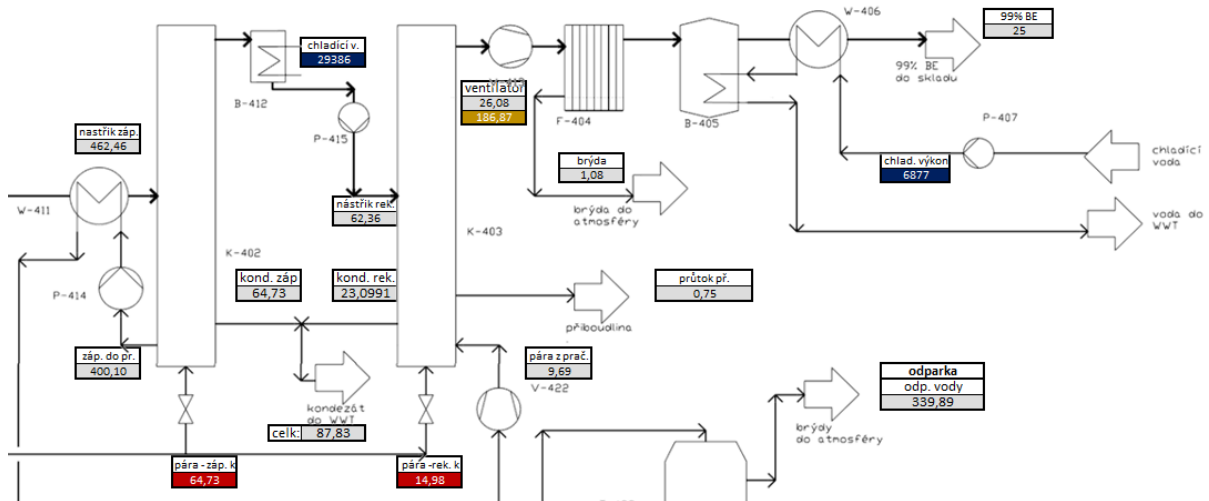 W-406
99% BE
25
chladící v.
29386
99% BE
do skladu
ventilátor
26,08
186,87
B-412
F-404
B-405
P-407
P-415
nastřik záp.
462,46
chladící
voda
brýda
1,08
chlad. výkon
6877
W-411
nástřik rek.
62,36
brýda do
atmosféry
voda do
WWT
K-402
K-403
kond. záp
64,73
kond. rek.
23,0991
průtok př.
0,75
P-414
přiboudlina
záp. do pr.
400,10
pára z prač.
9,69
odparka
odp. vody
339,89
V-422
kondezát
do WWT
celk:
87,83
brýdy
do atmosféry
pára - záp. k
64,73
pára -rek. k
14,98